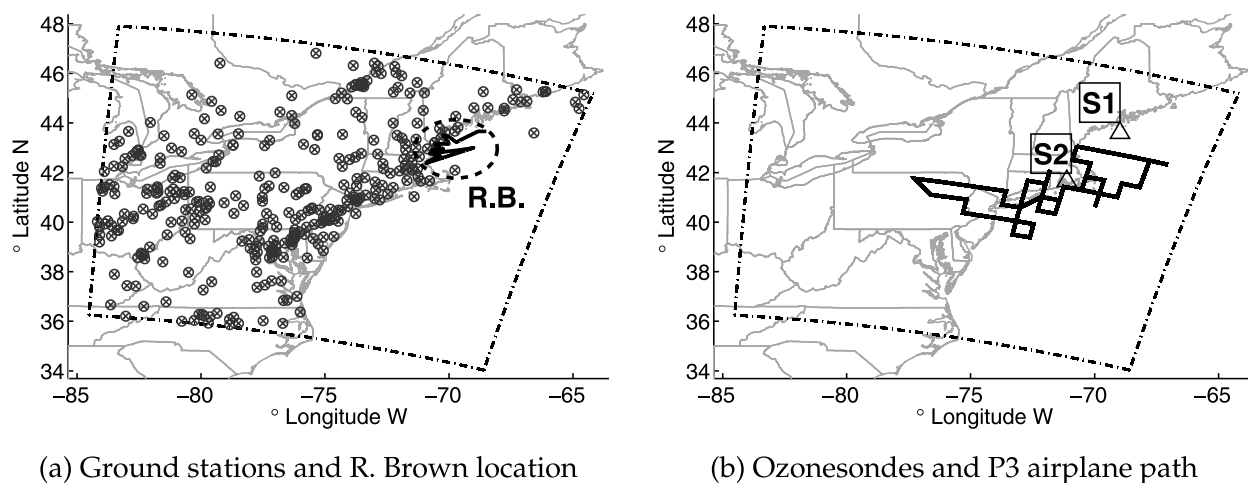 48
46
44
42
40
38
36
34
° Latitude N
R.B.
−85
−80
−75
−70
−65
° Longitude W
(a) Ground stations and R. Brown location
48
46
44
42
40
38
36
34
° Latitude N
S1
S2
−85
−80
−75
−70
−65
° Longitude W
(b) Ozonesondes and P3 airplane path